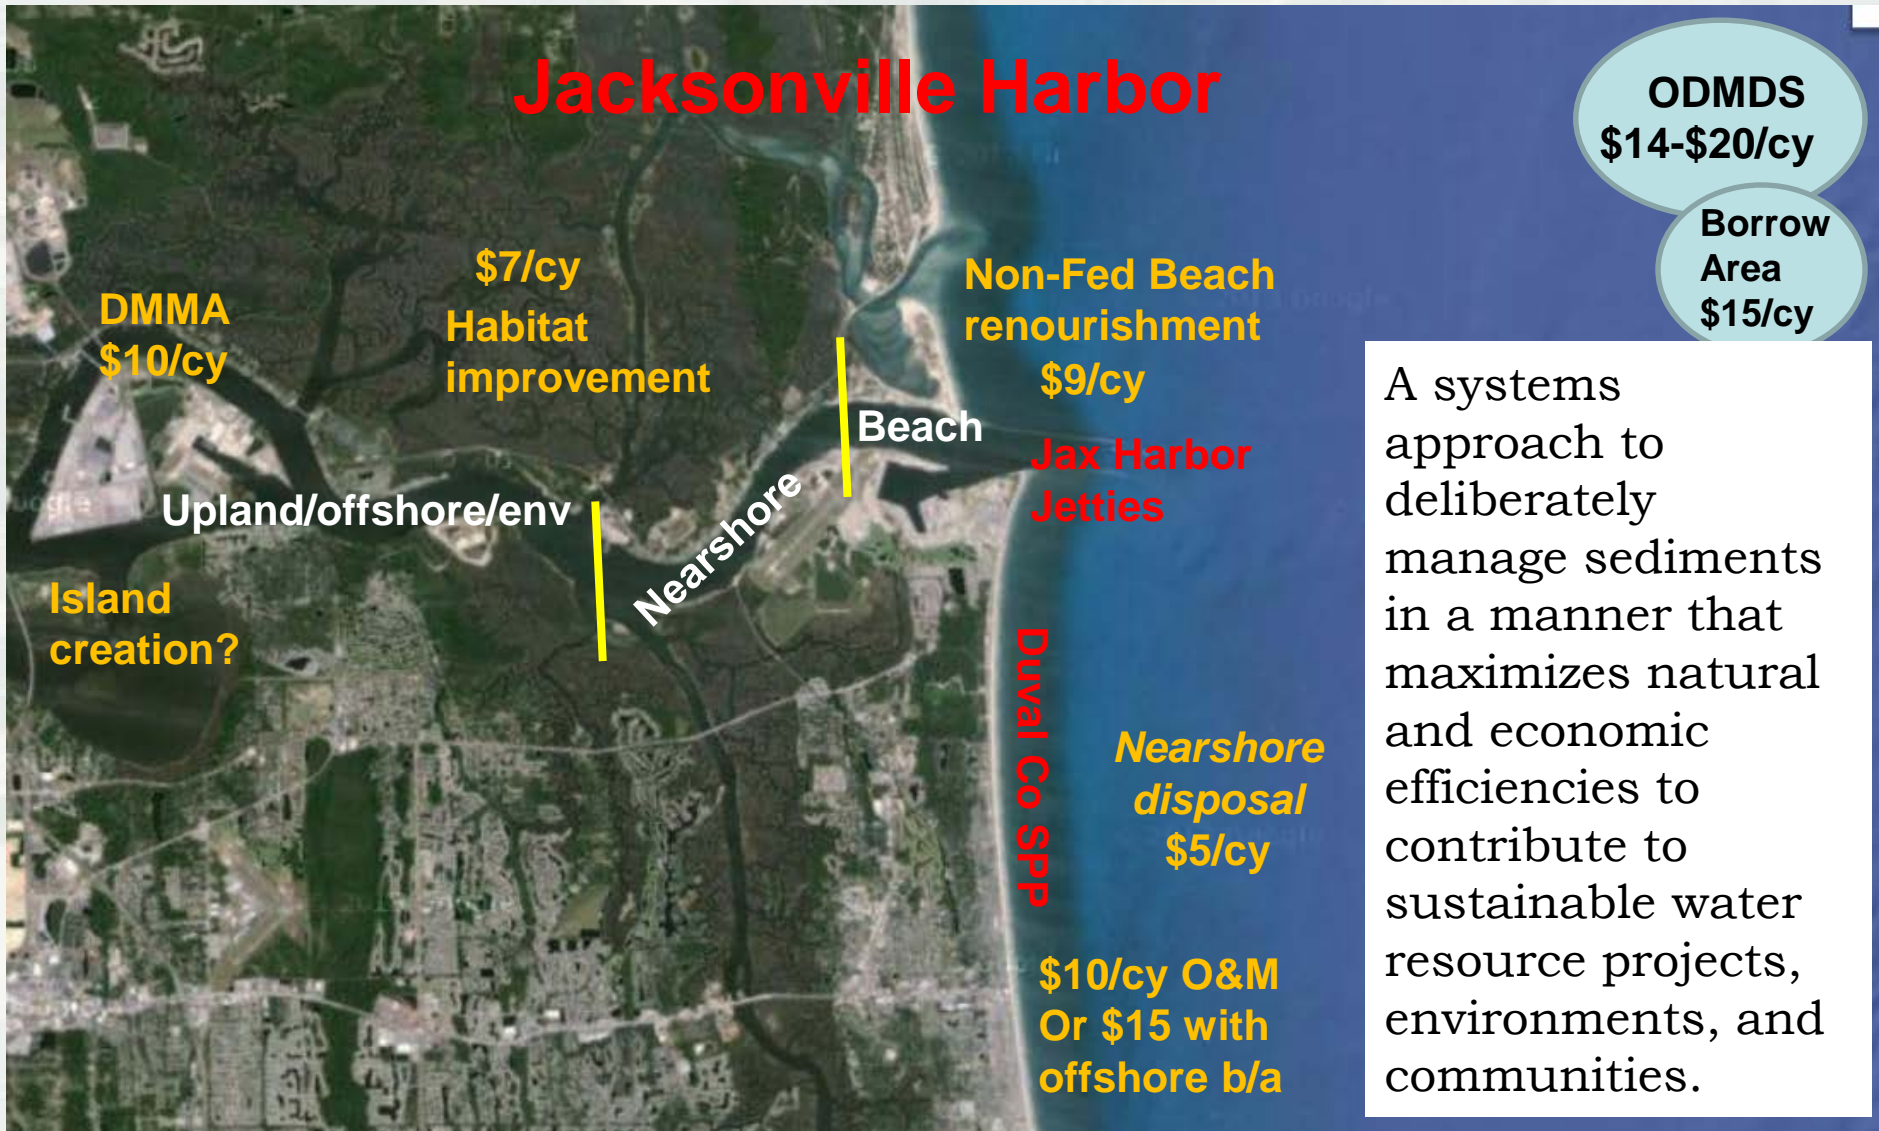 Jacksonville Harbor
ODMDS
$14-$20/cy
Borrow
Area
$15/cy
$7/cy
Habitat
improvement
DMMA
$10/cy
Non-Fed Beach
renourishment
$9/cy
Beach
Jax Harbor
Jetties
Upland/offshore/env
Nearshore
Island
creation?
Duval Co SPP
Nearshore
disposal
$5/cy
$10/cy O&M
Or $15 with
offshore b/a
A systems
approach to
deliberately
manage sediments
in a manner that
maximizes natural
and economic
efficiencies to
contribute to
sustainable water
resource projects,
environments, and
communities.